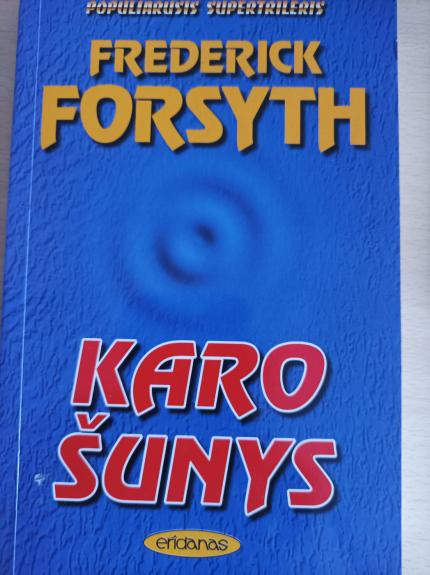 POPULIARUSIS SUPERTRILERIS
FREDERICK
FORSYTH
KARO
ŠUNYS
eridanas